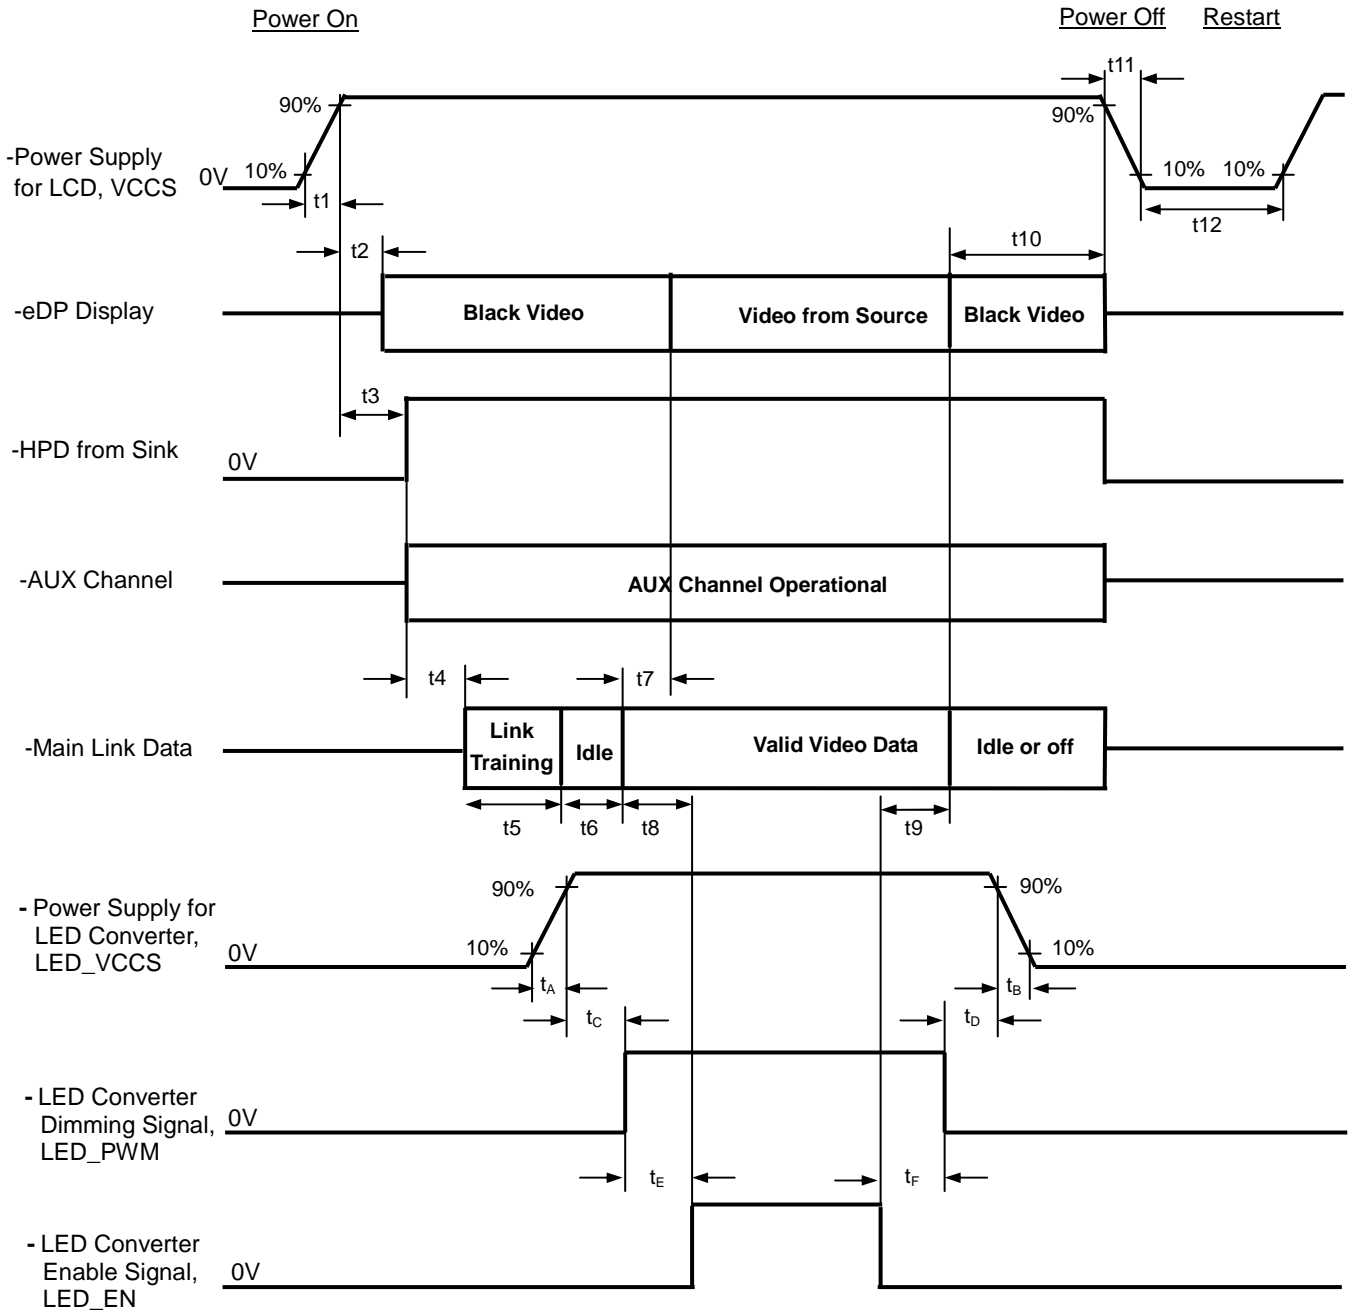 Power On
Power Off
Restart
t11
90%
90%
-Power Supply
for LCD, VCCS
0V
10%
10%
10%
t1
t12
t2
t10
-eDP Display
Black Video
Video from Source
Black Video
t3
-HPD from Sink
0V
-AUX Channel
AUX Channel Operational
t4
t7
-Main Link Data
Link
Training
Idle
Valid Video Data
Idle or off
t5
t6
t8
t9
90%
90%
- Power Supply for
LED Converter,
LED_VCCS
0V
10%
10%
tA
tB
tC
tD
- LED Converter
Dimming Signal,
LED_PWM
0V
tE
tF
- LED Converter
Enable Signal,
LED_EN
0V